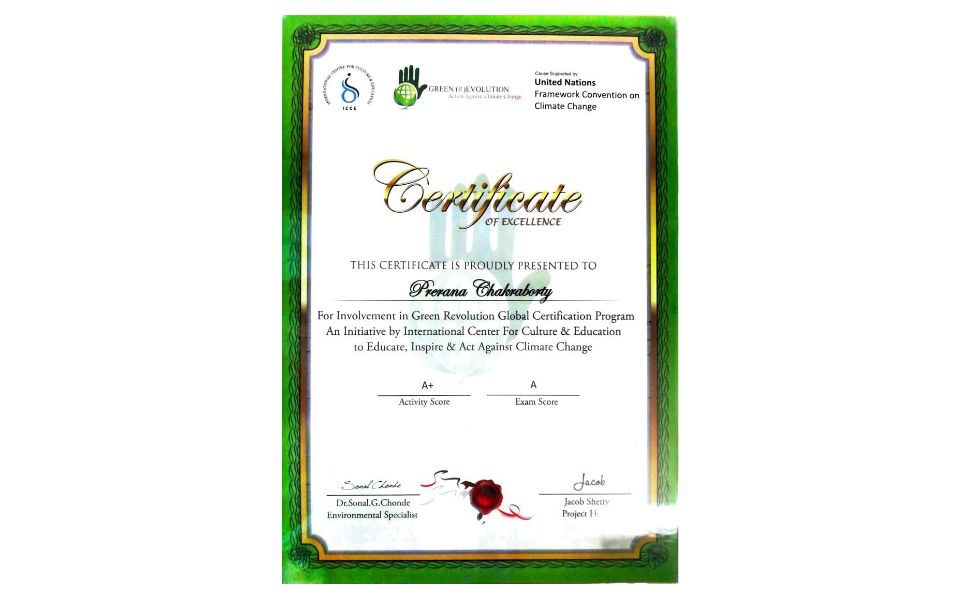 INTERNATIONAL CENTRE FOR CULTURE & EDUCATION
ICCE
GREEN (R)EVOLUTION
Action Against Climate Change
Cause Supported by
United Nations
Framework Convention on
Climate Change
Certificate
OF EXCELLENCE
THIS CERTIFICATE IS PROUDLY PRESENTED TO
Prerana Chakraborty
For Involvement in Green Revolution Global Certification Program
An Initiative by International Center For Culture & Education
to Educate, Inspire & Act Against Climate Change
A+ A
Activity Score Exam Score
Sonal Chonde Jacob
Dr.Sonal.G.Chonde Jacob Shetty
Environmental Specialist Project